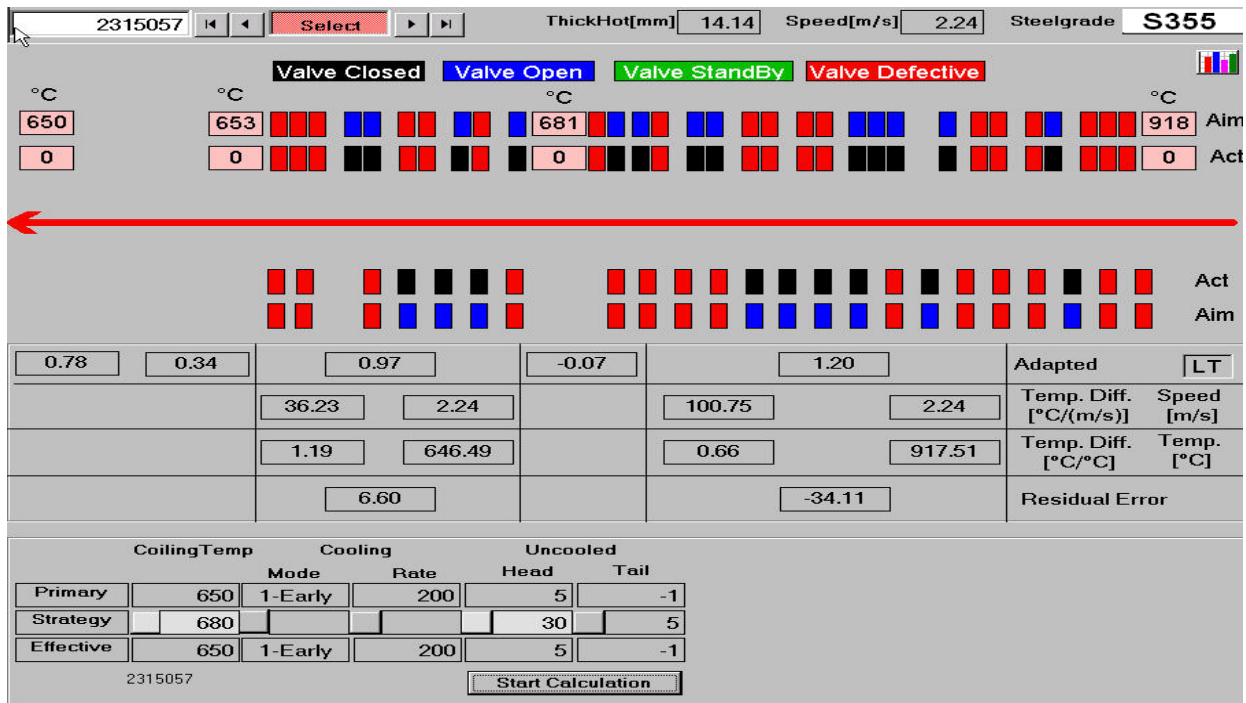 2315057 Select ThickHot[mm] 14.14 Speed[m/s] 2.24 Steelgrade S355
Valve Closed Valve Open Valve StandBy Valve Defective
°C °C °C °C
650 653 681 918 Aim
0 0 0 0 Act
Act
Aim
0.78 0.34 0.97 -0.07 1.20 Adapted LT
36.23 2.24 100.75 2.24 Temp. Diff. Speed
[°C/(m/s)] [m/s]
1.19 646.49 0.66 917.51 Temp. Diff. Temp.
[°C/°C] [°C]
6.60 -34.11 Residual Error
CoilingTemp Cooling Uncooled
Mode Rate Head Tail
Primary 650 1-Early 200 5 -1
Strategy 680 30 5
Effective 650 1-Early 200 5 -1
2315057 Start Calculation